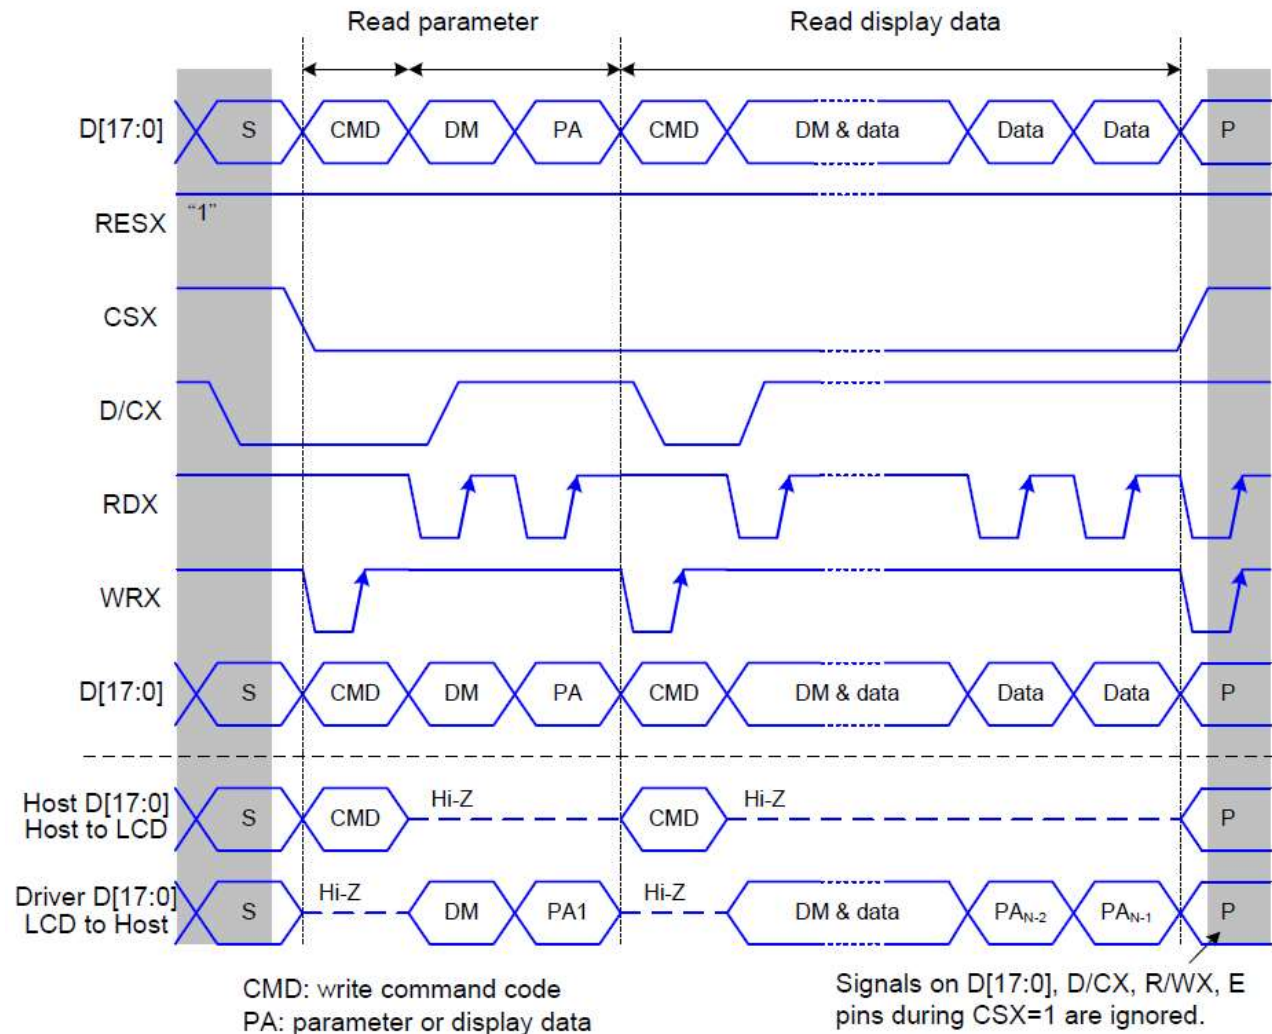 Read parameter Read display data
D[17:0] S CMD DM PA CMD DM & data Data Data P
RESX "1"
CSX
D/CX
RDX
WRX
D[17:0] S CMD DM PA CMD DM & data Data Data P
Host D[17:0]
Host to LCD S CMD Hi-Z CMD Hi-Z P
Driver D[17:0]
LCD to Host S Hi-Z DM PA1 Hi-Z DM & data PAN-2 PAN-1 P
CMD: write command code
PA: parameter or display data
Signals on D[17:0], D/CX, R/WX, E
pins during CSX=1 are ignored.